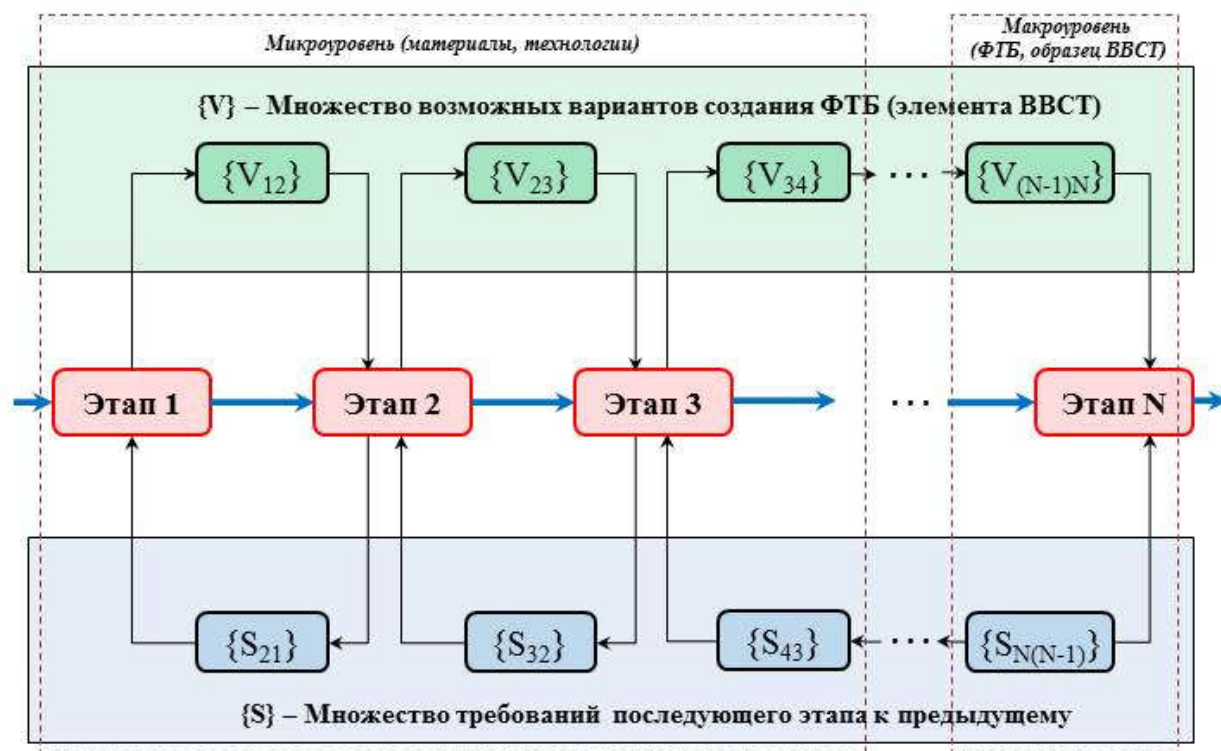 Микроуровень (материалы, технологии)
Макроуровень
(ФТБ, образец ВВСТ)
{V} – Множество возможных вариантов создания ФТБ (элемента ВВСТ)
{V12} {V23} {V34} ··· {V(N-1)N}
Этап 1 Этап 2 Этап 3 ··· Этап N
{S21} {S32} {S43} ··· {SN(N-1)}
{S} – Множество требований последующего этапа к предыдущему